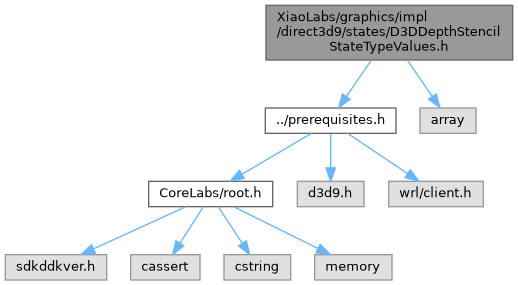 XiaoLabs/graphics/impl
/direct3d9/states/D3DDepthStencil
StateTypeValues.h
../prerequisites.h
array
CoreLabs/root.h
d3d9.h
wrl/client.h
sdkddkver.h
cassert
cstring
memory